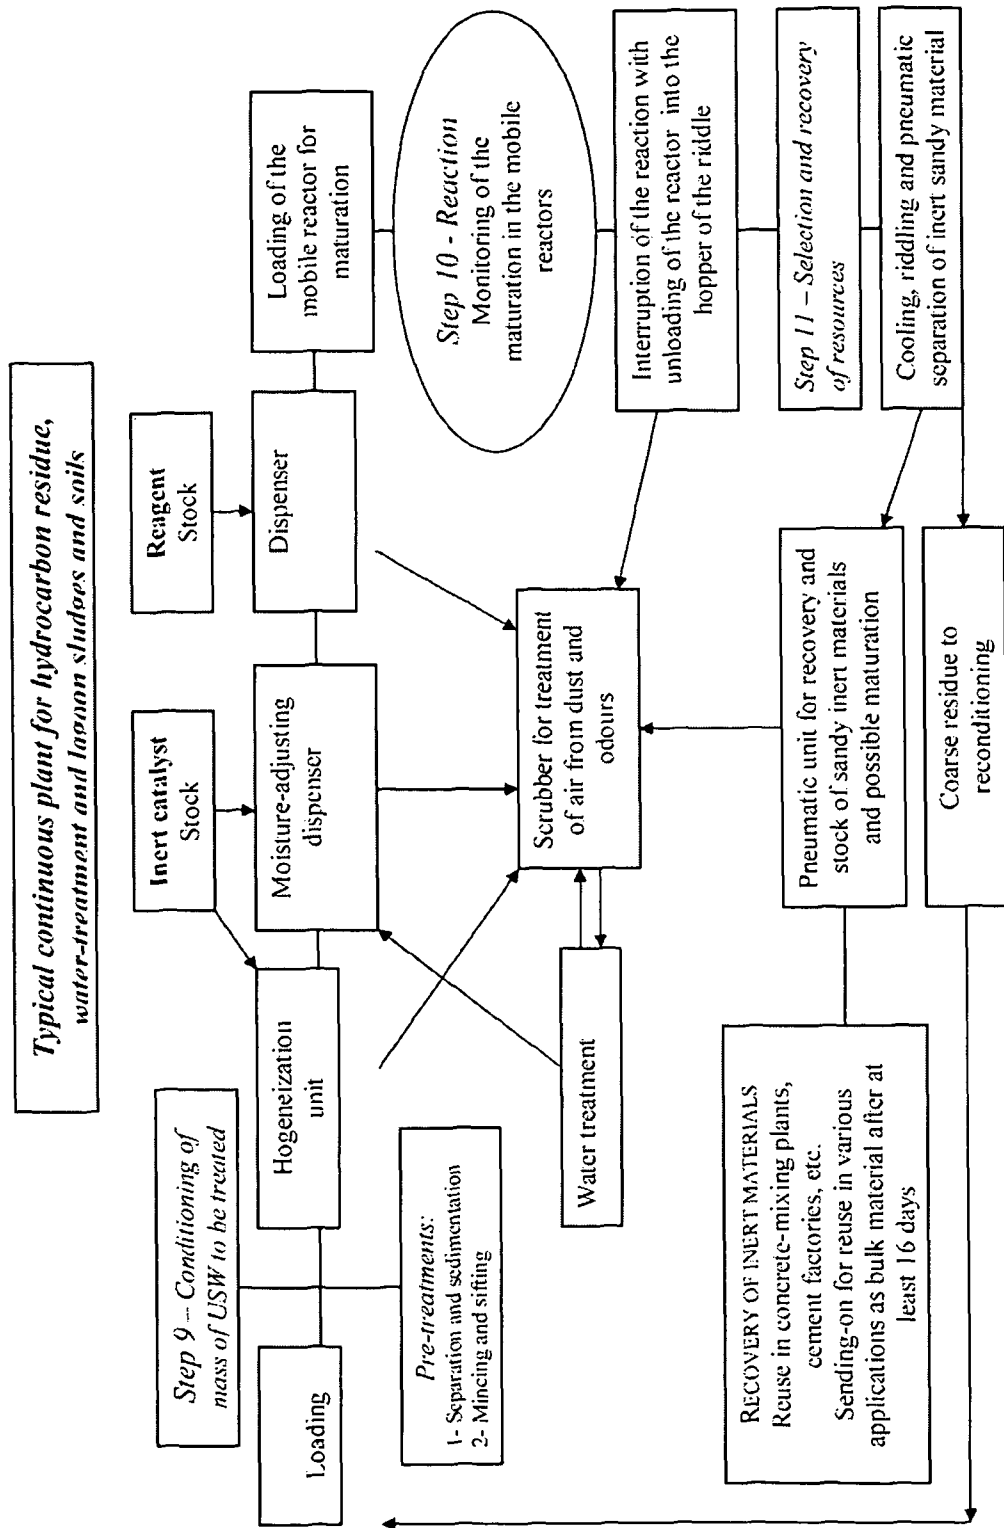 Typical continuous plant for hydrocarbon residue,
water-treatment and lagoon sludges and soils
Step 9 – Conditioning of
mass of USW to be treated
Inert catalyst
Stock
Reagent
Stock
Loading
Hogeneization
unit
Moisture-adjusting
dispenser
Dispenser
Loading of the
mobile reactor for
maturation
Pre-treatments:
1- Separation and sedimentation
2- Mincing and sifting
Step 10 - Reaction
Monitoring of the
maturation in the mobile
reactors
Water treatment
Scrubber for treatment
of air from dust and
odours
Interruption of the reaction with
unloading of the reactor into the
hopper of the riddle
Step 11 – Selection and recovery
of resources
RECOVERY OF INERT MATERIALS
Reuse in concrete-mixing plants,
cement factories, etc.
Sending-on for reuse in various
applications as bulk material after at
least 16 days
Pneumatic unit for recovery and
stock of sandy inert materials
and possible maturation
Cooling, riddling and pneumatic
separation of inert sandy material
Coarse residue to
reconditioning